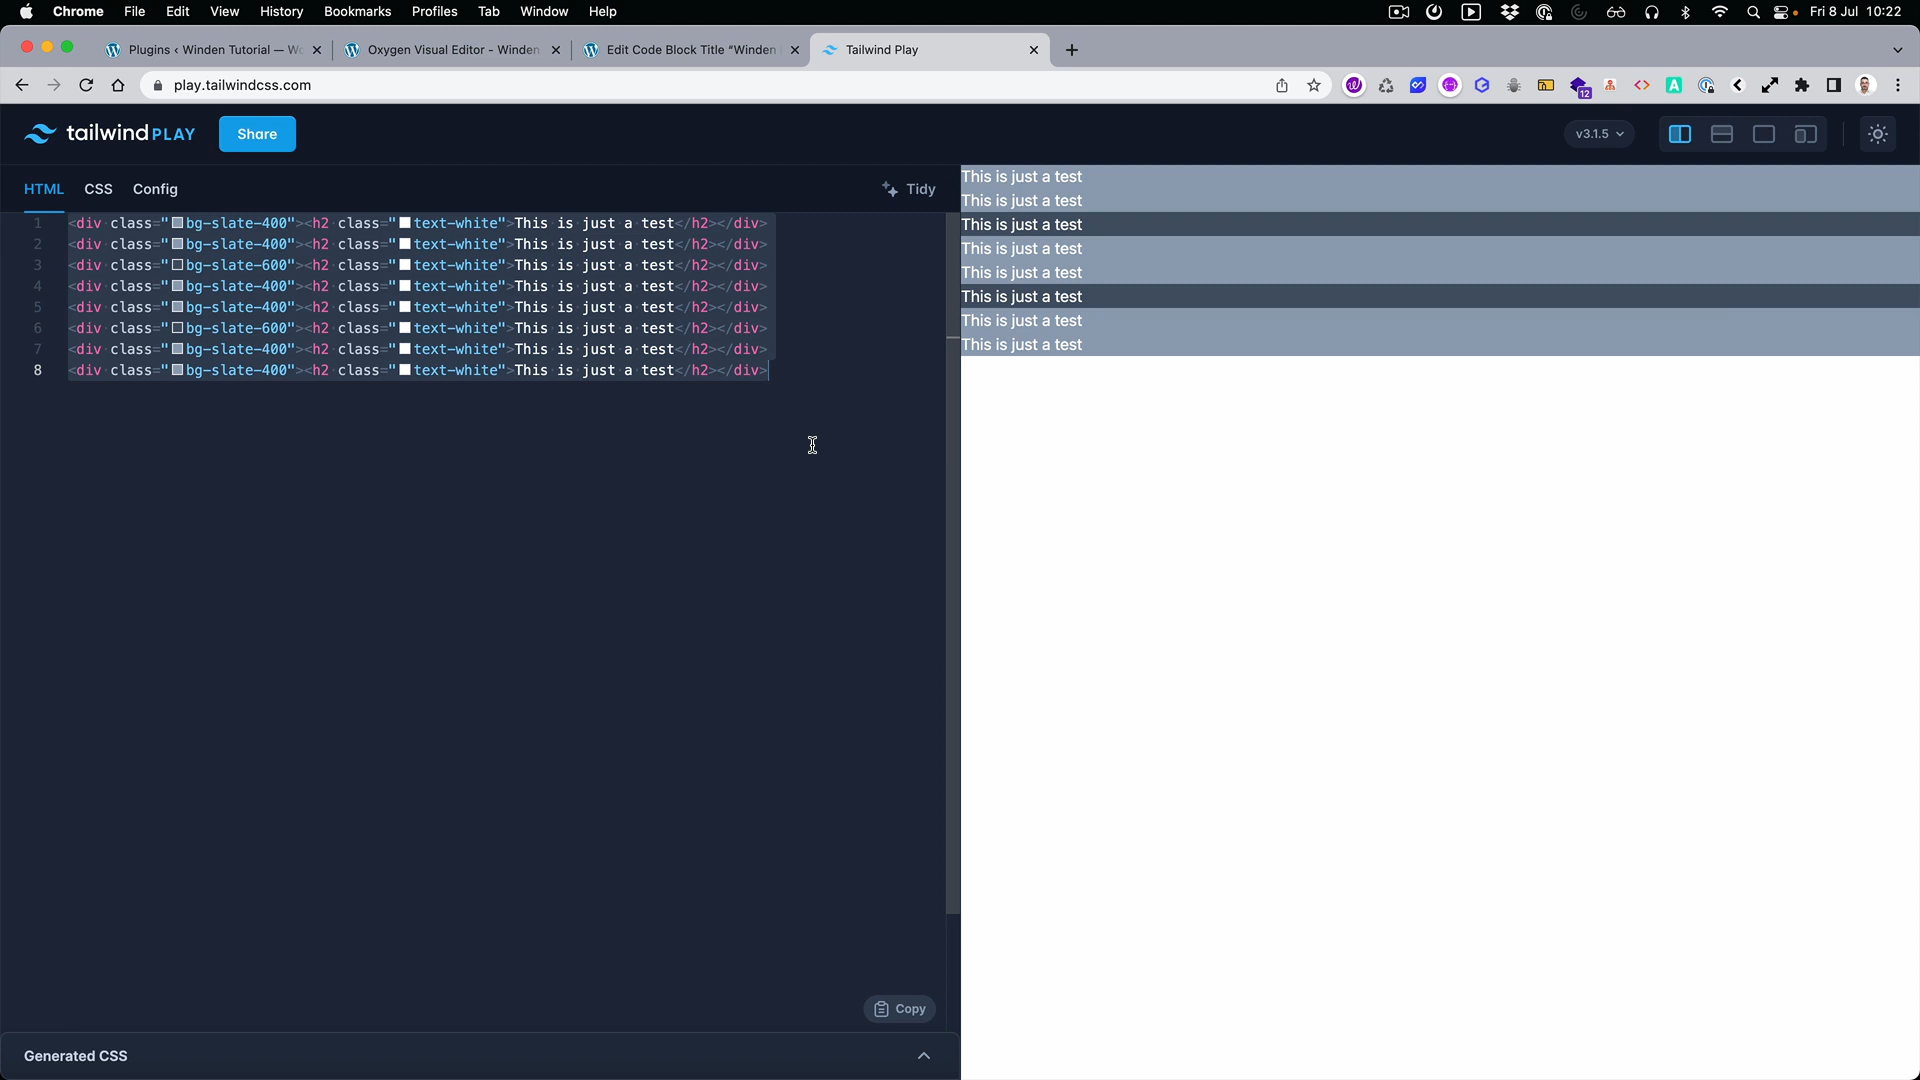 Chrome File Edit View History Bookmarks Profiles Tab Window Help Fri 8 Jul 10:22
Plugins ‹ Winden Tutorial — Wo Oxygen Visual Editor - Winden Edit Code Block Title “Winden Tailwind Play
play.tailwindcss.com 12
tailwind PLAY Share v3.1.5
HTML CSS Config Tidy
1 <div class="bg-slate-400"><h2 class="text-white">This is just a test</h2></div>
2 <div class="bg-slate-400"><h2 class="text-white">This is just a test</h2></div>
3 <div class="bg-slate-600"><h2 class="text-white">This is just a test</h2></div>
4 <div class="bg-slate-400"><h2 class="text-white">This is just a test</h2></div>
5 <div class="bg-slate-400"><h2 class="text-white">This is just a test</h2></div>
6 <div class="bg-slate-600"><h2 class="text-white">This is just a test</h2></div>
7 <div class="bg-slate-400"><h2 class="text-white">This is just a test</h2></div>
8 <div class="bg-slate-400"><h2 class="text-white">This is just a test</h2></div>
Copy
Generated CSS
This is just a test
This is just a test
This is just a test
This is just a test
This is just a test
This is just a test
This is just a test
This is just a test